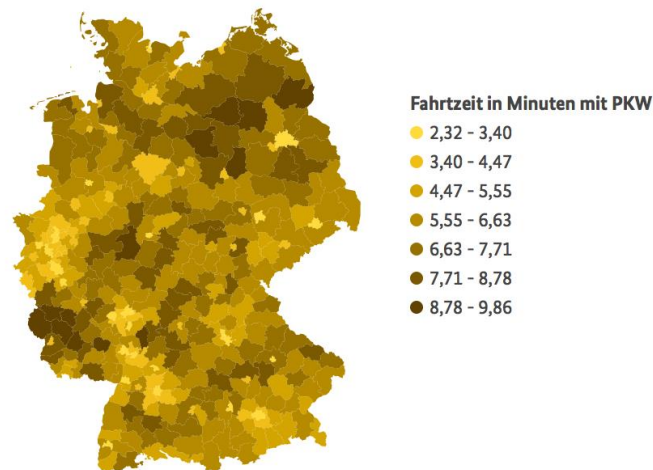 Fahrtzeit in Minuten mit PKW
2,32 - 3,40
3,40 - 4,47
4,47 - 5,55
5,55 - 6,63
6,63 - 7,71
7,71 - 8,78
8,78 - 9,86